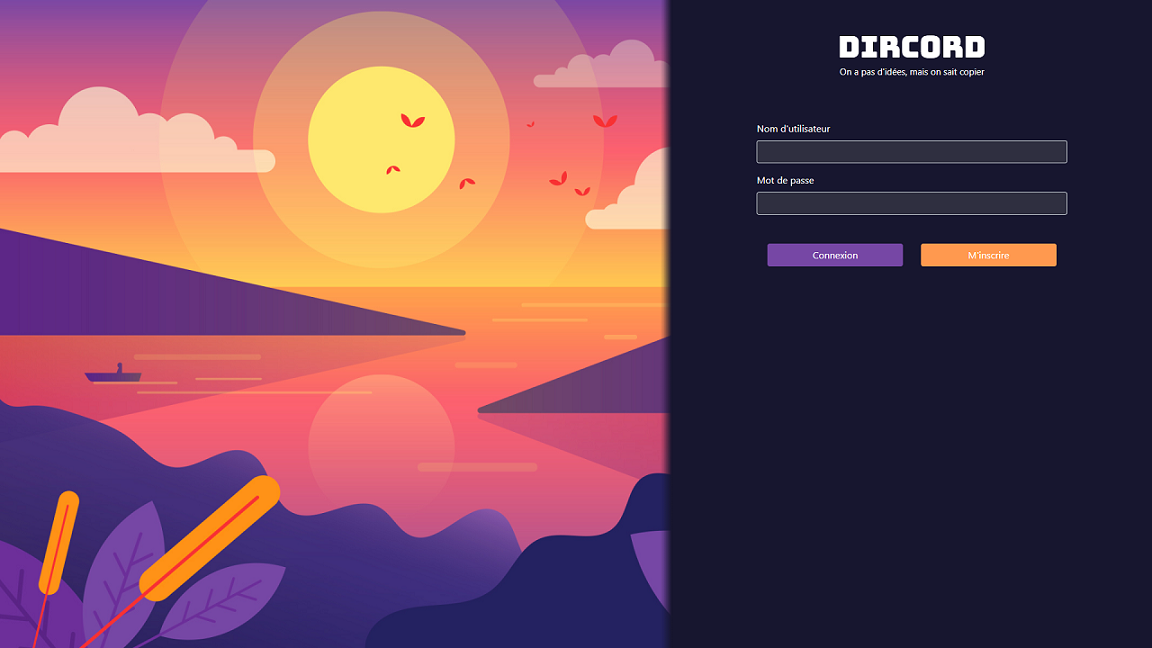 DIRCORD
On a pas d'idées, mais on sait copier
Nom d'utilisateur
Mot de passe
Connexion
M'inscrire